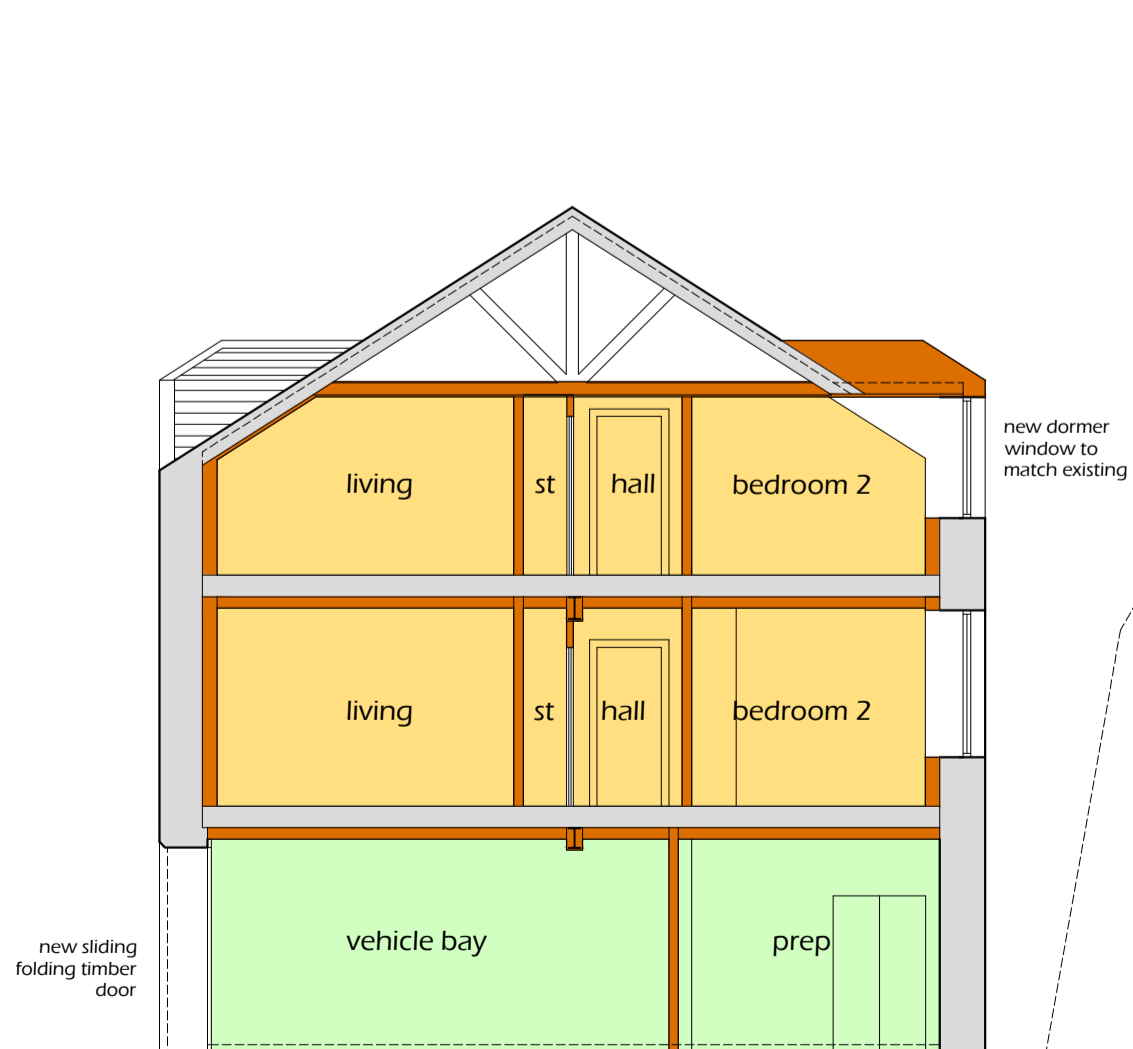 new dormer
window to
match existing
living
st
hall
bedroom 2
living
st
hall
bedroom 2
vehicle bay
prep
new sliding
folding timber
door